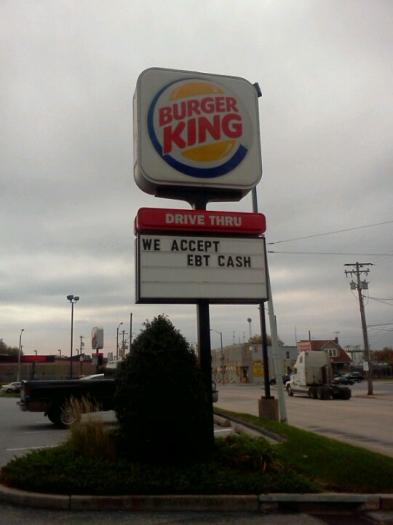 BURGER
KING
DRIVE THRU
WE ACCEPT
EBT CASH